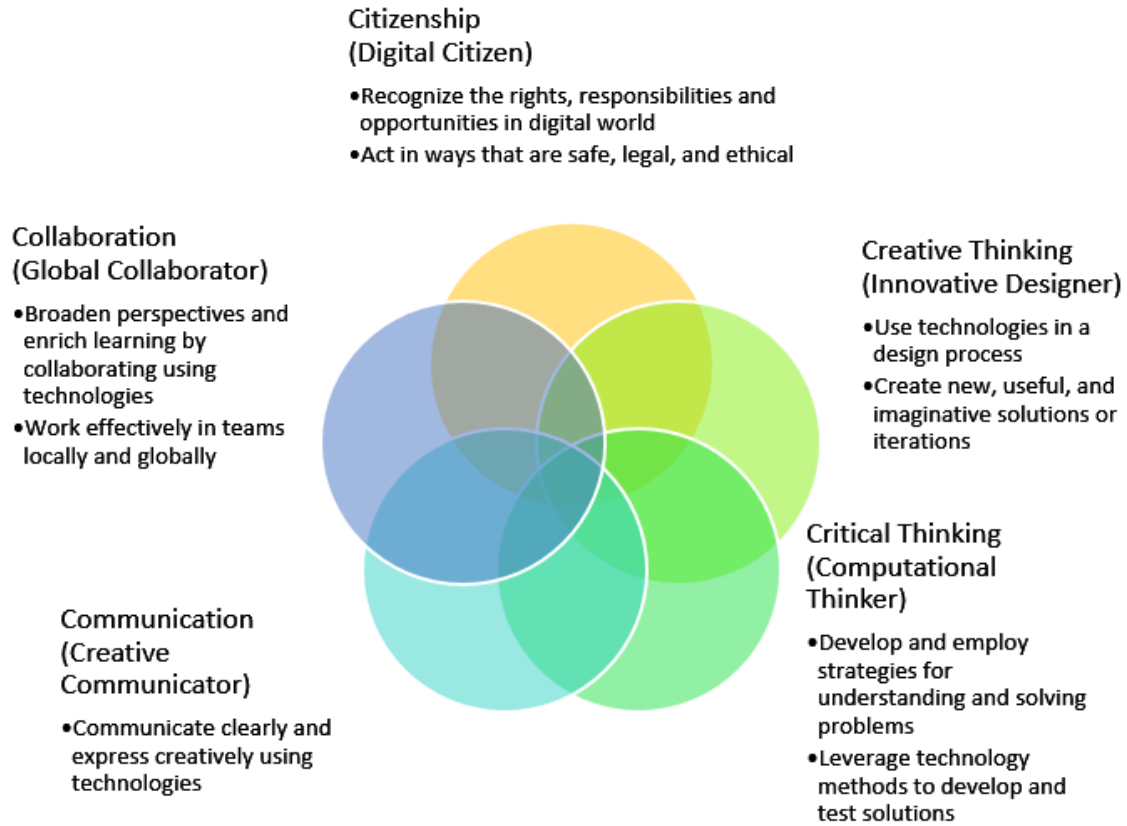 Citizenship
(Digital Citizen)
•Recognize the rights, responsibilities and
opportunities in digital world
•Act in ways that are safe, legal, and ethical
Collaboration
(Global Collaborator)
•Broaden perspectives and
enrich learning by
collaborating using
technologies
•Work effectively in teams
locally and globally
Creative Thinking
(Innovative Designer)
•Use technologies in a
design process
•Create new, useful, and
imaginative solutions or
iterations
Communication
(Creative
Communicator)
•Communicate clearly and
express creatively using
technologies
Critical Thinking
(Computational
Thinker)
•Develop and employ
strategies for
understanding and solving
problems
•Leverage technology
methods to develop and
test solutions